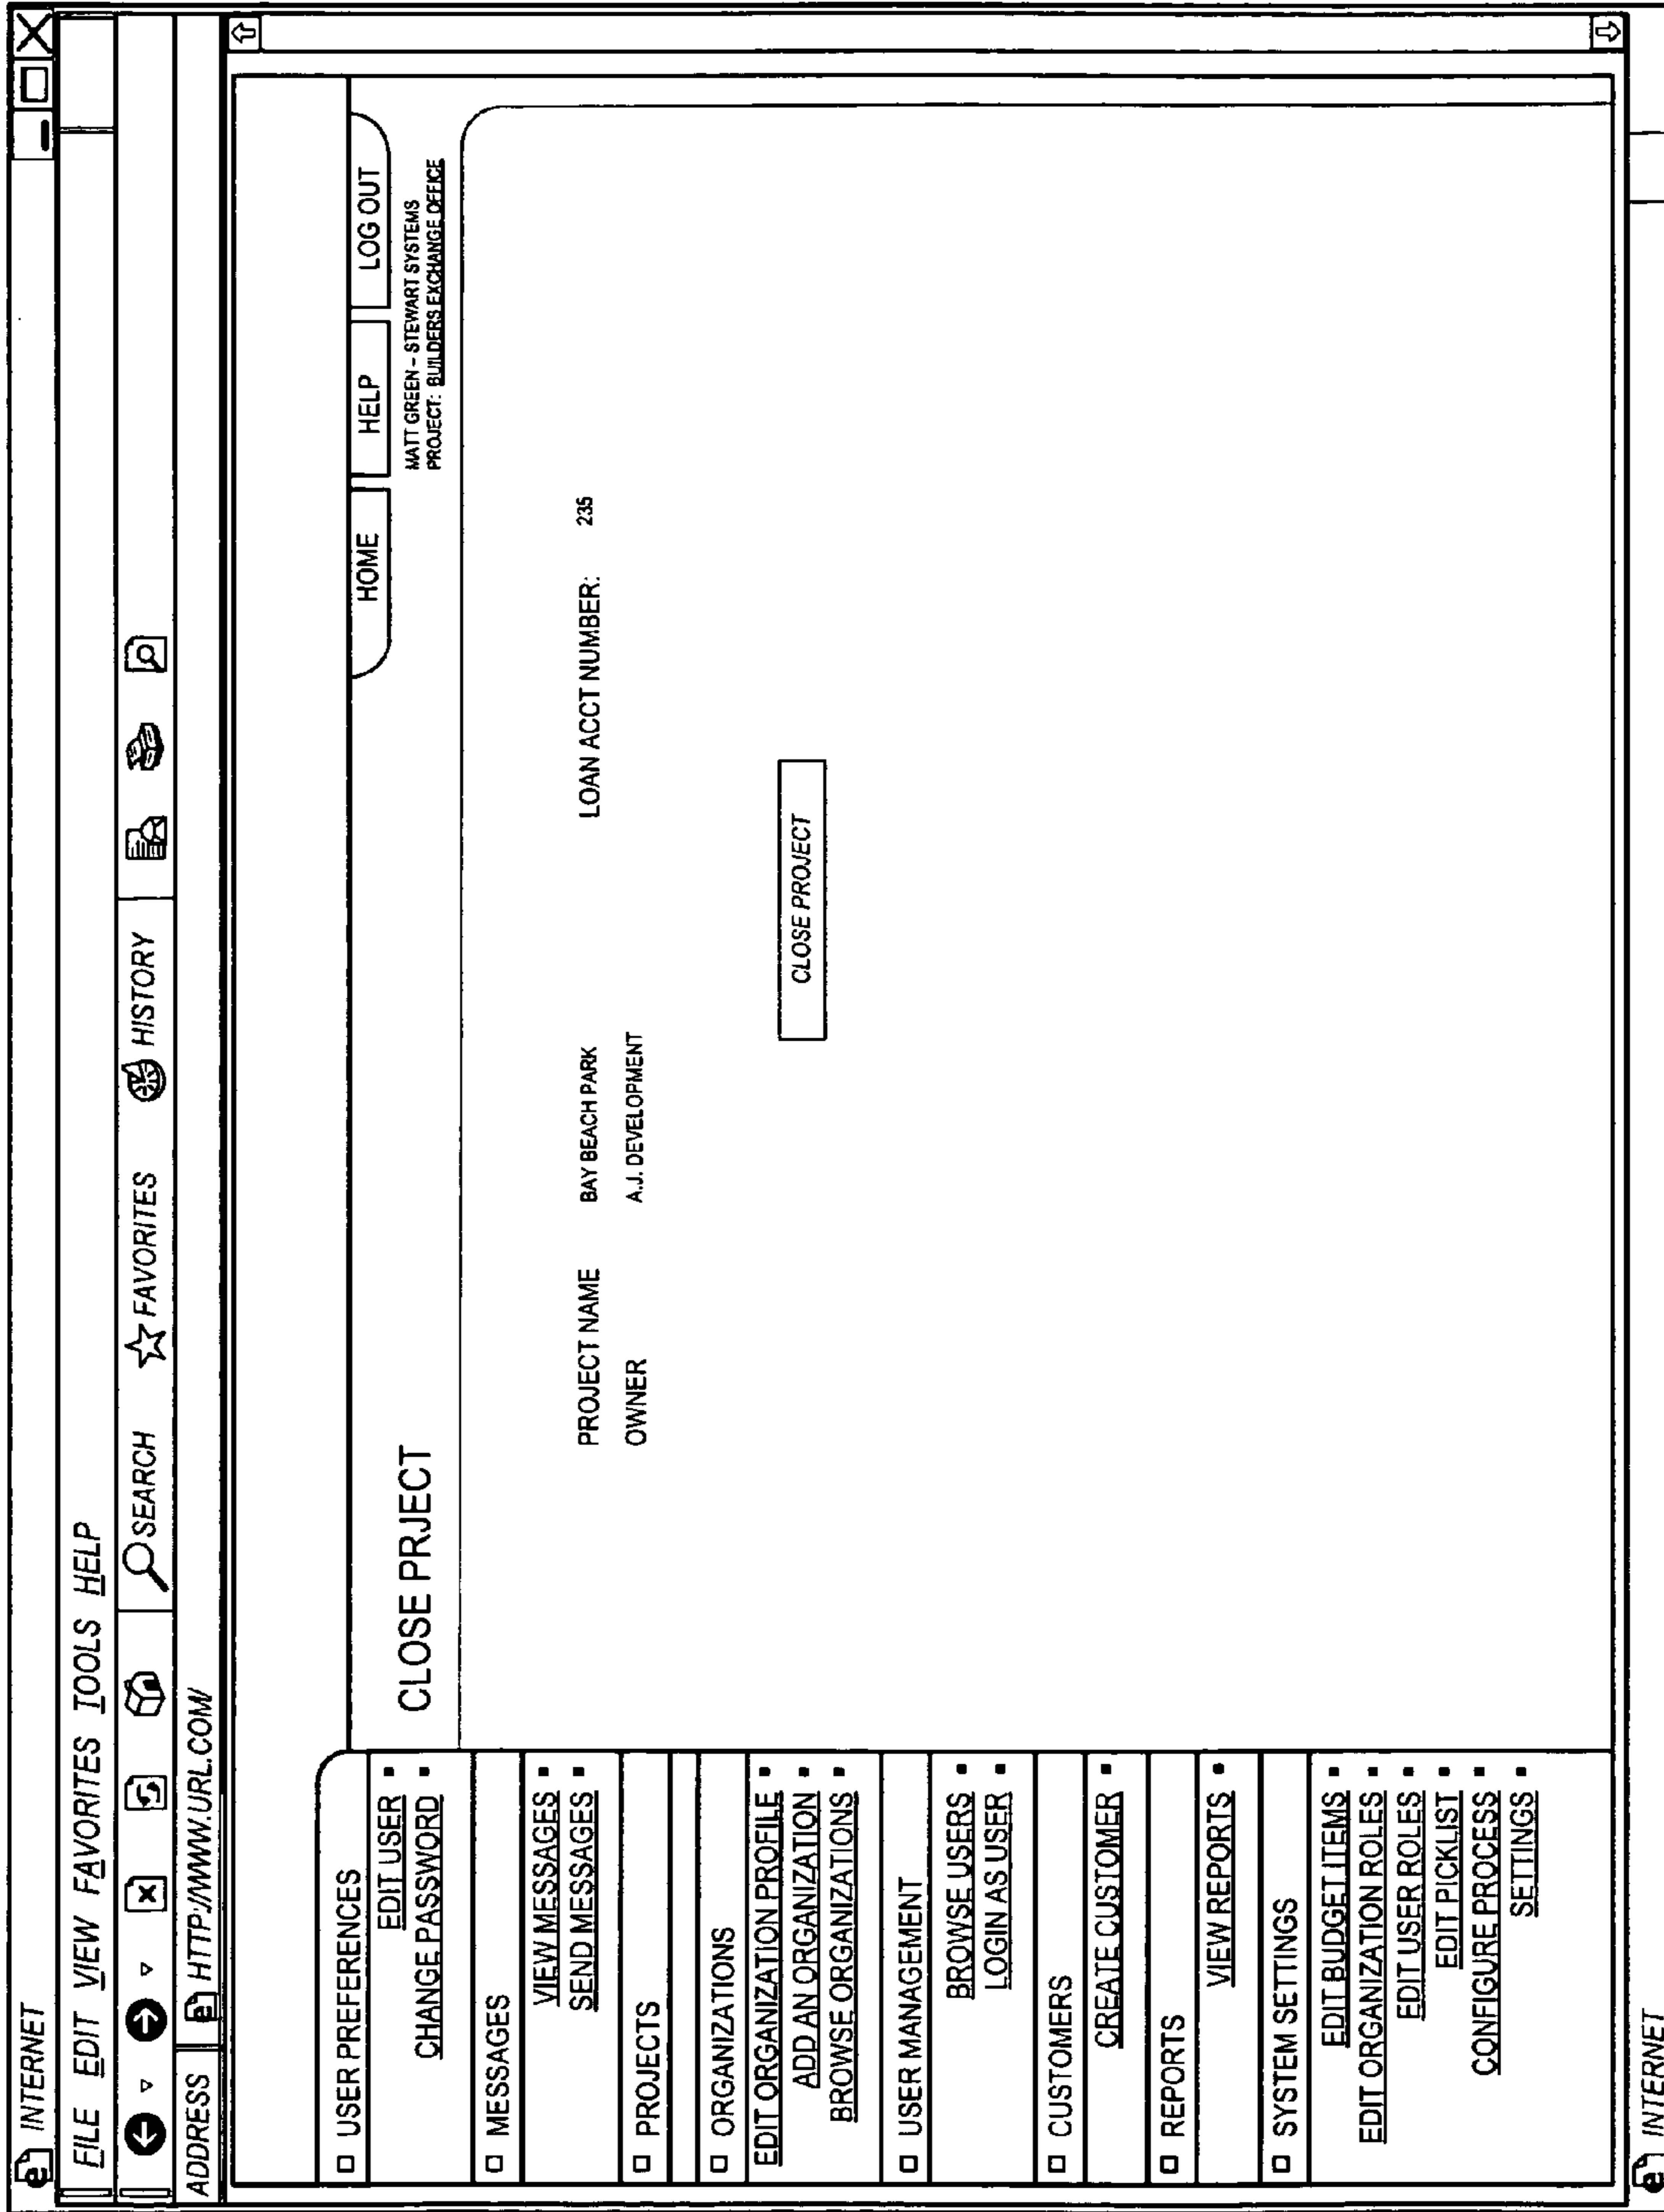 INTERNET
FILE EDIT VIEW FAVORITES TOOLS HELP
SEARCH FAVORITES HISTORY
ADDRESS HTTP://WWW.URL.COM/
HOME HELP LOG OUT
MATT GREEN - STEWART SYSTEMS
PROJECT: BUILDERS EXCHANGE OFFICE
CLOSE PRJECT
USER PREFERENCES
EDIT USER
CHANGE PASSWORD
MESSAGES
VIEW MESSAGES
SEND MESSAGES
PROJECTS
ORGANIZATIONS
EDIT ORGANIZATION PROFILE
ADD AN ORGANIZATION
BROWSE ORGANIZATIONS
USER MANAGEMENT
BROWSE USERS
LOGIN AS USER
CUSTOMERS
CREATE CUSTOMER
REPORTS
VIEW REPORTS
SYSTEM SETTINGS
EDIT BUDGET ITEMS
EDIT ORGANIZATION ROLES
EDIT USER ROLES
EDIT PICKLIST
CONFIGURE PROCESS
SETTINGS
PROJECT NAME BAY BEACH PARK LOAN ACCT NUMBER: 235
OWNER A.J. DEVELOPMENT
CLOSE PROJECT
INTERNET